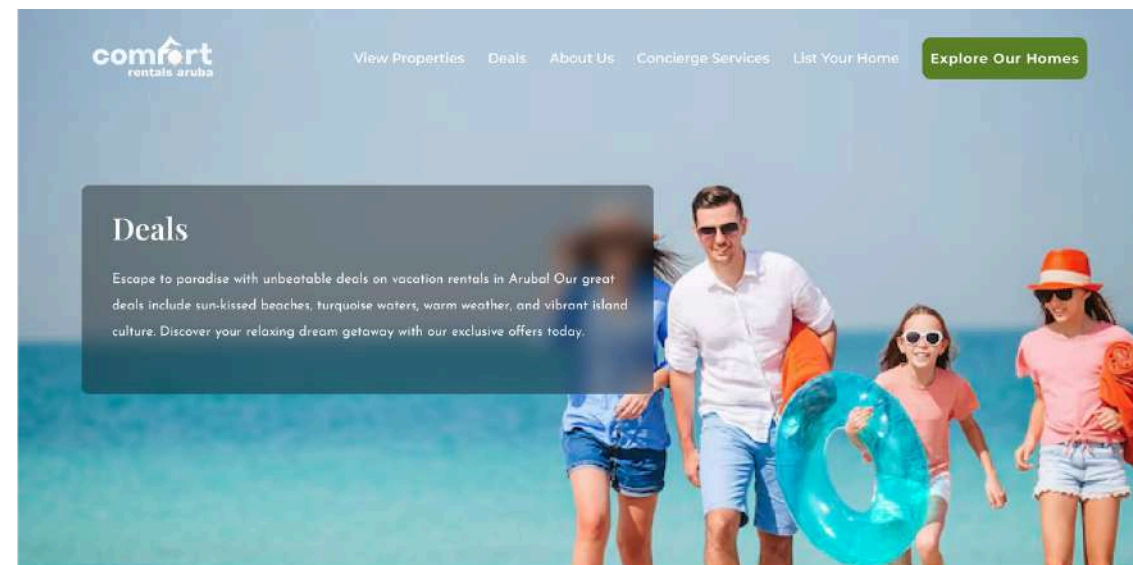 comfort
rentals aruba
View Properties Deals About Us Concierge Services List Your Home Explore Our Homes
Deals
Escape to paradise with unbeatable deals on vacation rentals in Aruba! Our great
deals include sun-kissed beaches, turquoise waters, warm weather, and vibrant island
culture. Discover your relaxing dream getaway with our exclusive offers today.